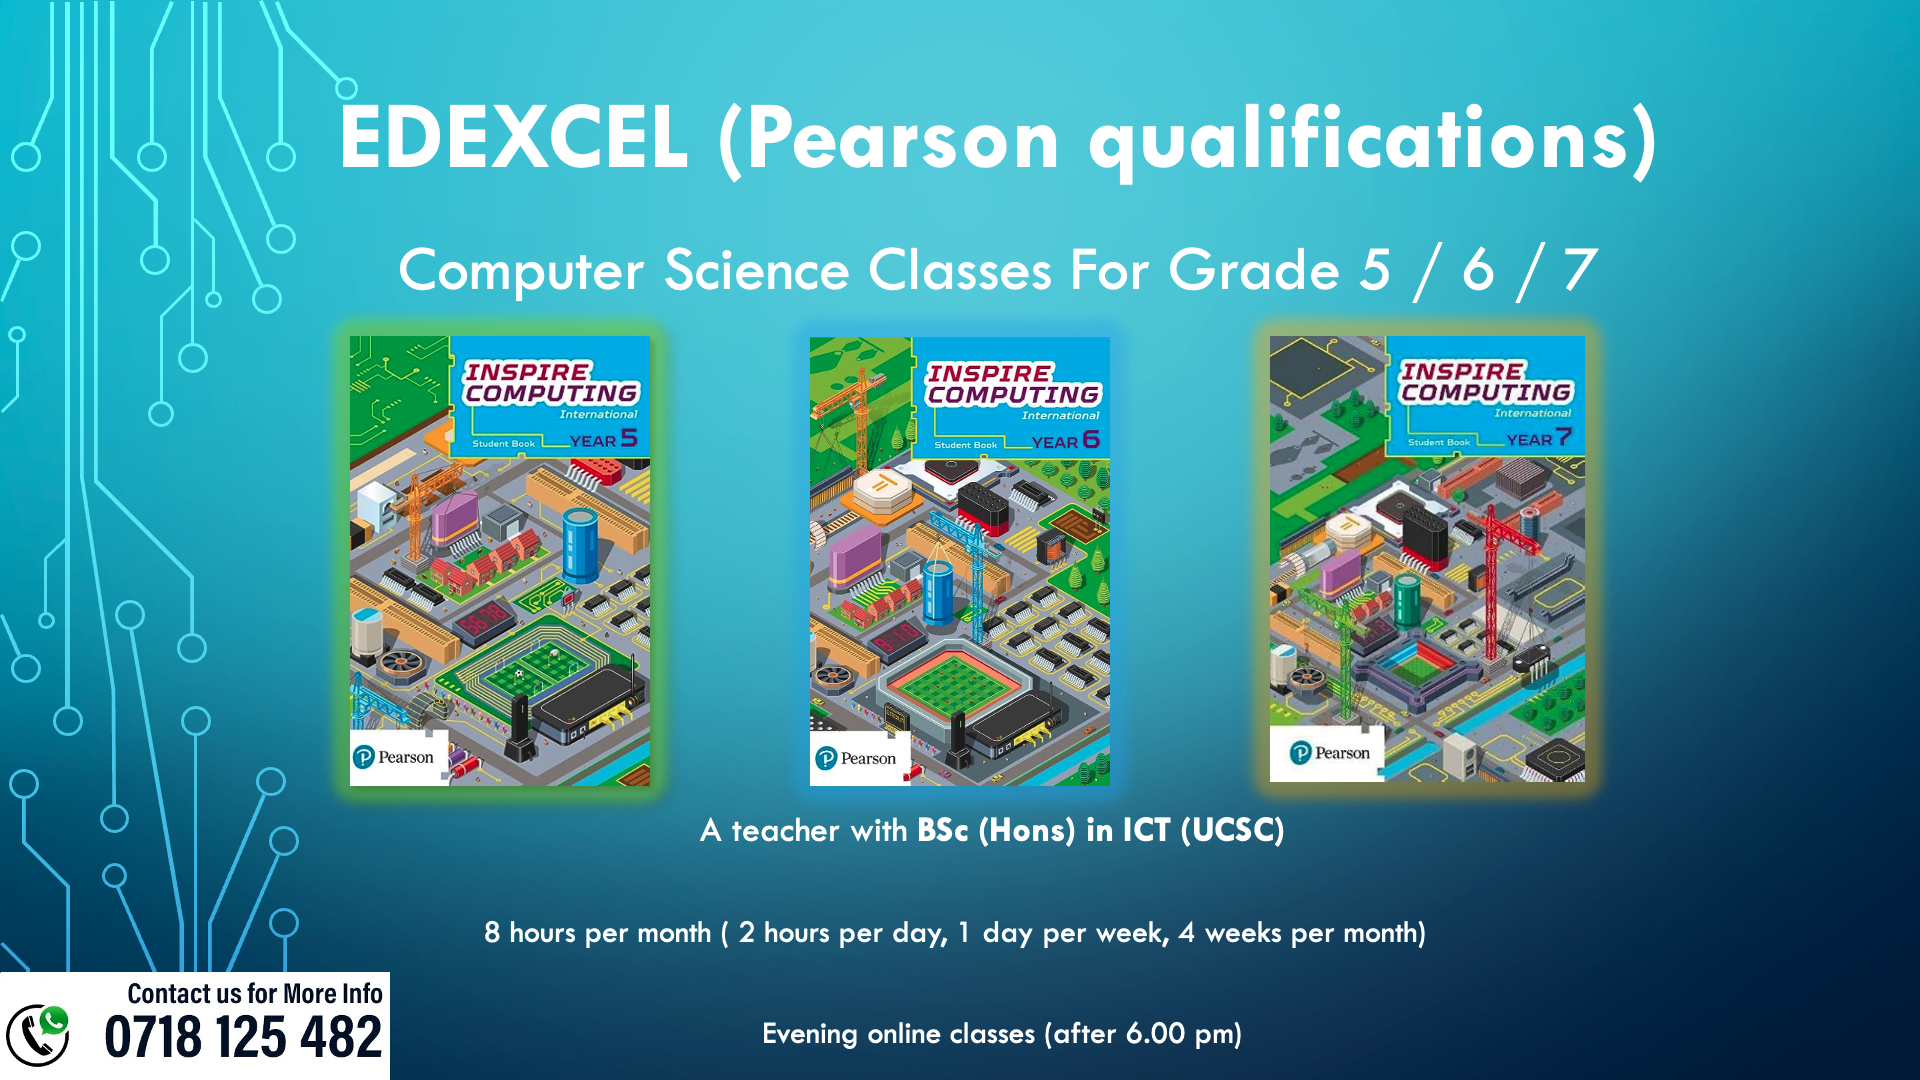 EDEXCEL (Pearson qualifications)
Computer Science Classes For Grade 5 / 6 / 7
INSPIRE
COMPUTING
International
Student Book
YEAR 5
Pearson
INSPIRE
COMPUTING
International
Student Book
YEAR 6
9:10
Pearson
INSPIRE
COMPUTING
International
Student Book
YEAR 7
Pearson
A teacher with BSc (Hons) in ICT (UCSC)
8 hours per month ( 2 hours per day, 1 day per week, 4 weeks per month)
Evening online classes (after 6.00 pm)
Contact us for More Info
0718 125 482